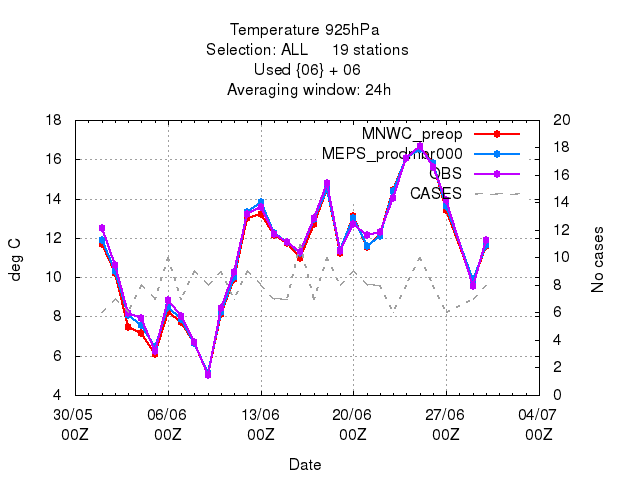 Temperature 925hPa
Selection: ALL 19 stations
Used {06} + 06
Averaging window: 24h
MNWC_preop
MEPS_prodmbr000
OBS
CASES
deg C
18
16
14
12
10
8
6
4
20
18
16
14
12
10
8
6
4
2
0
No cases
30/05 06/06 13/06 20/06 27/06 04/07
00Z 00Z 00Z 00Z 00Z 00Z
Date